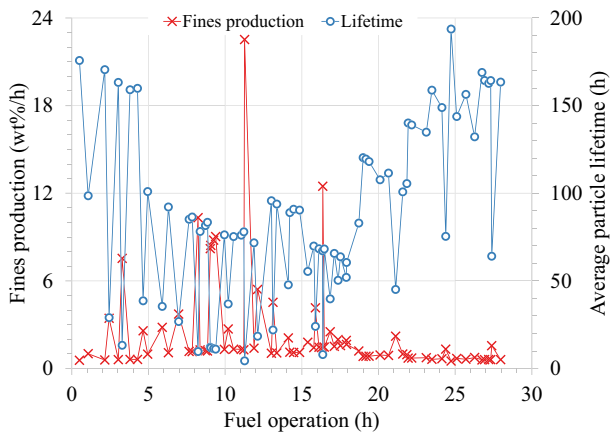 Fines production
Lifetime
24
18
12
6
0
Fines production (wt%/h)
200
150
100
50
0
Average particle lifetime (h)
0 5 10 15 20 25 30
Fuel operation (h)